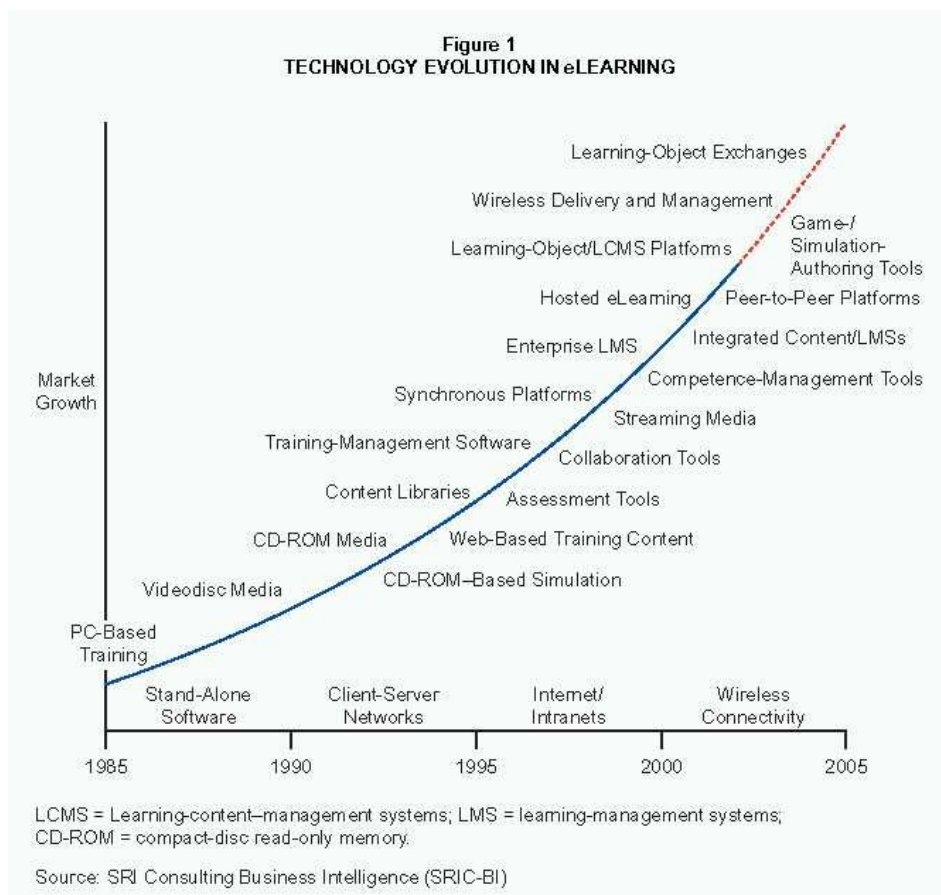 Figure 1
TECHNOLOGY EVOLUTION IN eLEARNING
Learning-Object Exchanges
Wireless Delivery and Management
Game-/
Simulation-
Authoring Tools
Learning-Object/LCMS Platforms
Hosted eLearning
Peer-to-Peer Platforms
Enterprise LMS
Integrated Content/LMSs
Market
Growth
Synchronous Platforms
Competence-Management Tools
Streaming Media
Training-Management Software
Collaboration Tools
Content Libraries
Assessment Tools
CD-ROM Media
Web-Based Training Content
Videodisc Media
CD-ROM–Based Simulation
PC-Based
Training
Stand-Alone
Software
Client-Server
Networks
Internet/
Intranets
Wireless
Connectivity
1985
1990
1995
2000
2005
LCMS = Learning-content–management systems; LMS = learning-management systems;
CD-ROM = compact-disc read-only memory.
Source: SRI Consulting Business Intelligence (SRIC-BI)